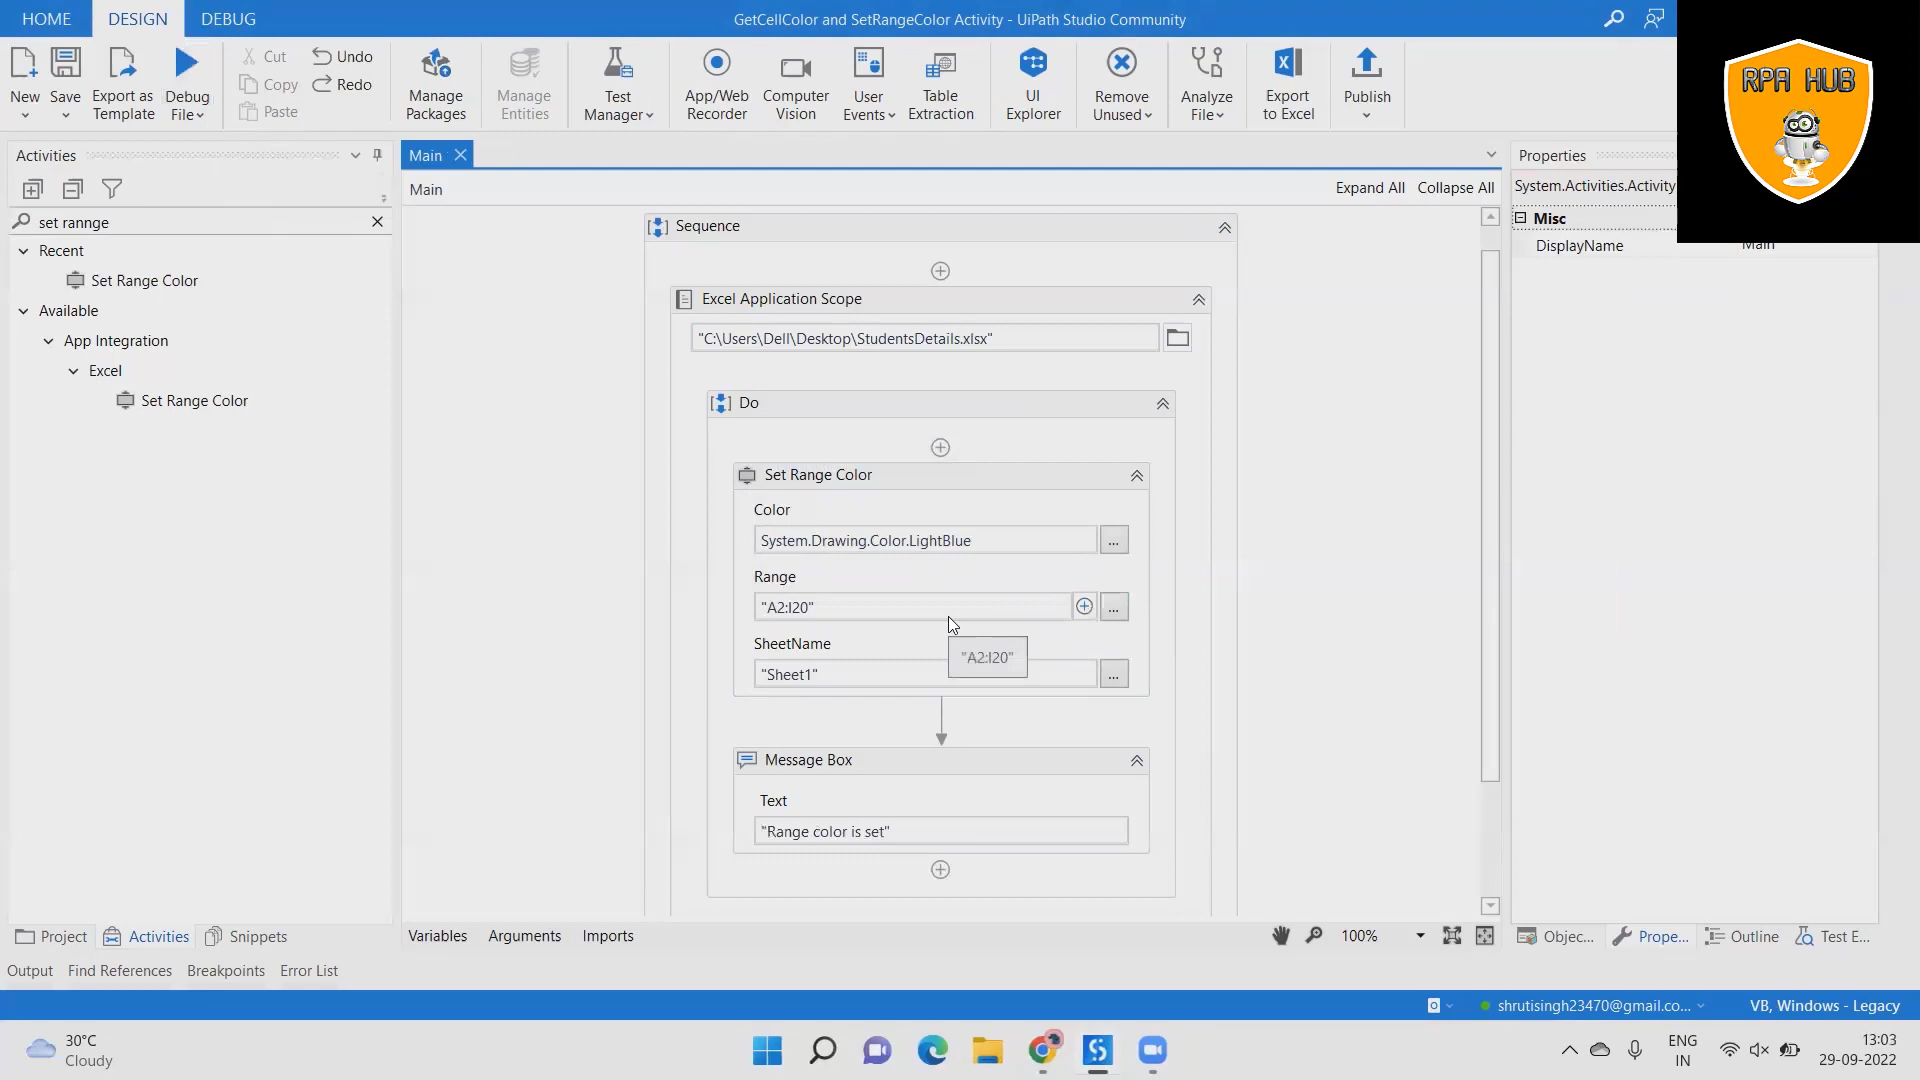 HOME DESIGN DEBUG
GetCellColor and SetRangeColor Activity - UiPath Studio Community
RPA HUB
New
Save
Export as Template
Debug File
Cut
Copy
Paste
Undo
Redo
Manage Packages
Manage Entities
Test Manager
App/Web Recorder
Computer Vision
User Events
Table Extraction
UI Explorer
Remove Unused
Analyze File
Export to Excel
Publish
Activities
set rannge
Recent
Set Range Color
Available
App Integration
Excel
Set Range Color
Main
Main
Expand All Collapse All
Sequence
Excel Application Scope
"C:\Users\Dell\Desktop\StudentsDetails.xlsx"
Do
Set Range Color
Color
System.Drawing.Color.LightBlue
...
Range
"A2:I20"
...
SheetName
"A2:I20"
"Sheet1"
...
Message Box
Text
"Range color is set"
Properties
System.Activities.Activity
Misc
DisplayName Main
Project Activities Snippets
Variables Arguments Imports
100%
Objec... Prope... Outline Test E...
Output Find References Breakpoints Error List
shrutisingh23470@gmail.co...
VB, Windows - Legacy
30°C
Cloudy
ENG
IN
13:03
29-09-2022